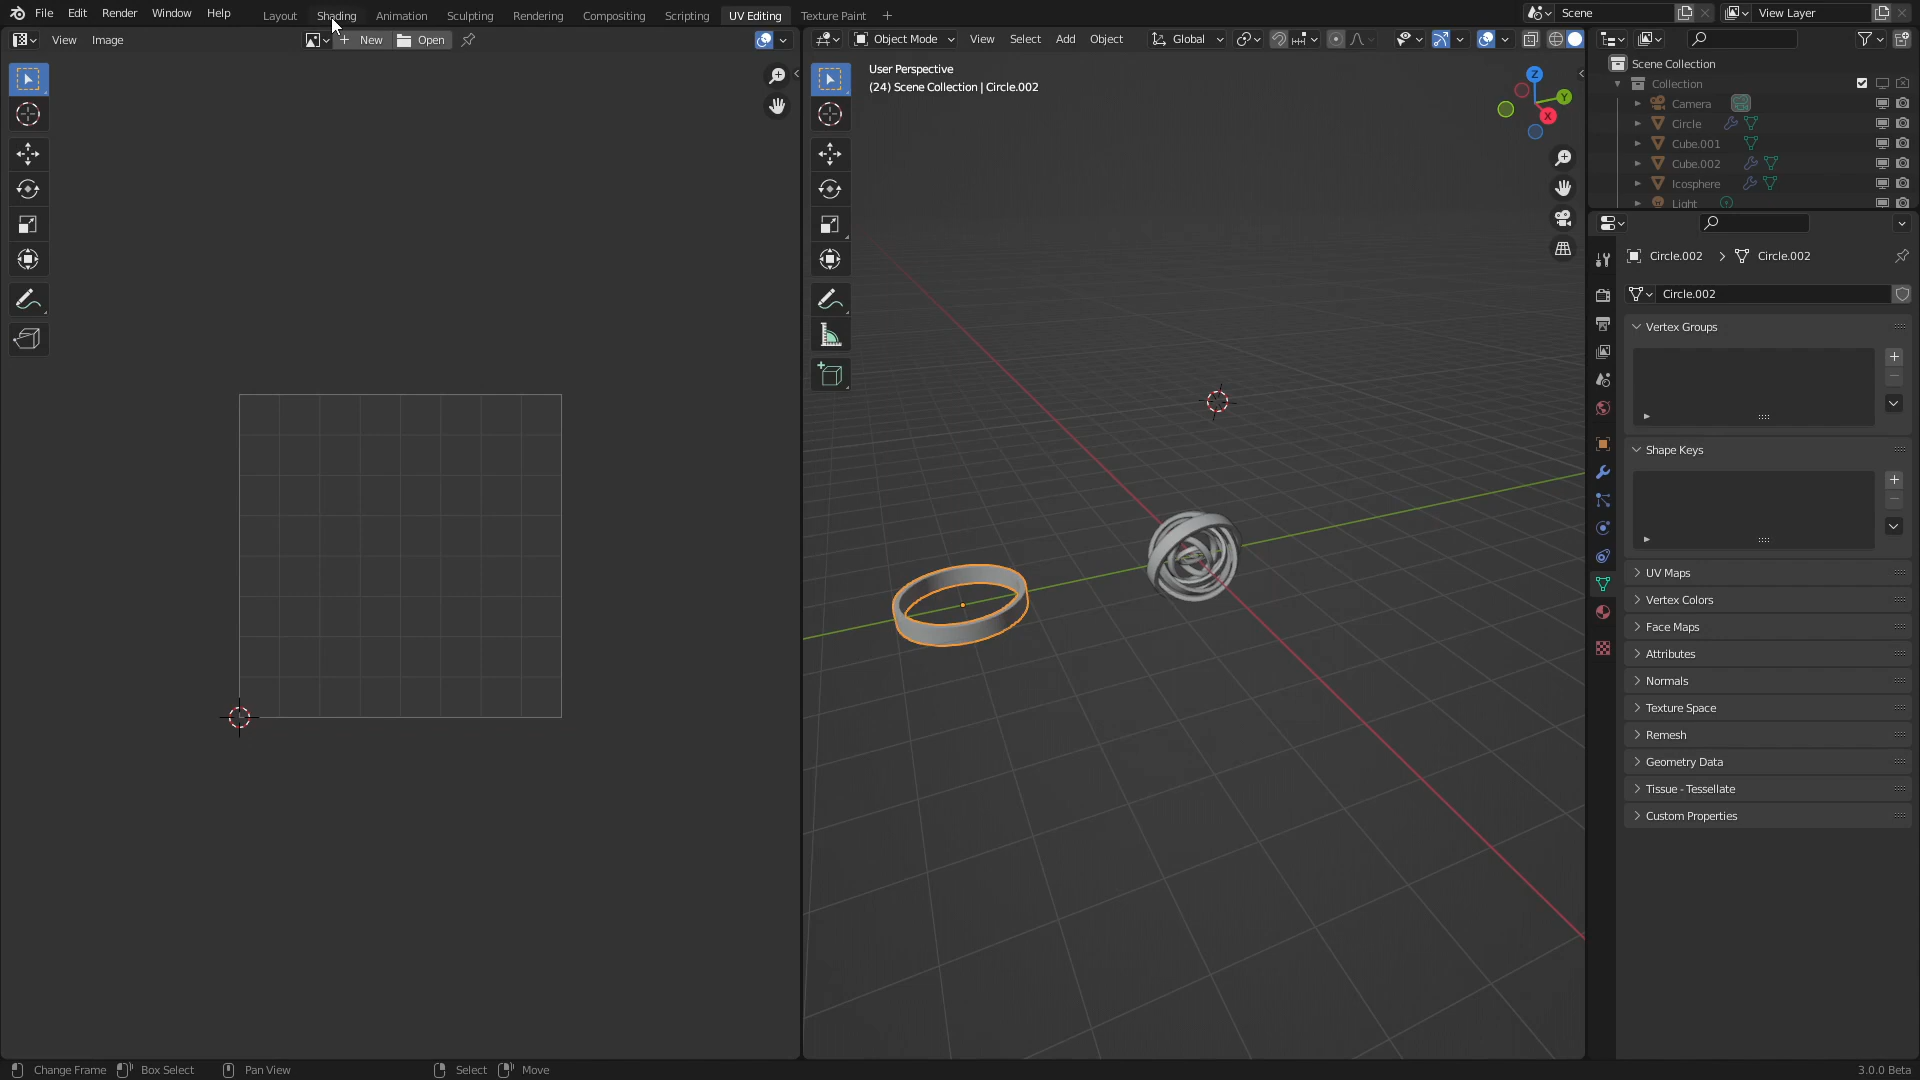 File Edit Render Window Help Layout Shading Animation Sculpting Rendering Compositing Scripting UV Editing Texture Paint + Scene View Layer
View Image New Open
Object Mode View Select Add Object Global
User Perspective
(24) Scene Collection | Circle.002
Z
Y
X
Scene Collection
Collection
Camera
Circle
Cube.001
Cube.002
Icosphere
Light
Circle.002 > Circle.002
Circle.002
Vertex Groups
Shape Keys
UV Maps
Vertex Colors
Face Maps
Attributes
Normals
Texture Space
Remesh
Geometry Data
Tissue - Tessellate
Custom Properties
Change Frame Box Select Pan View Select Move 3.0.0 Beta